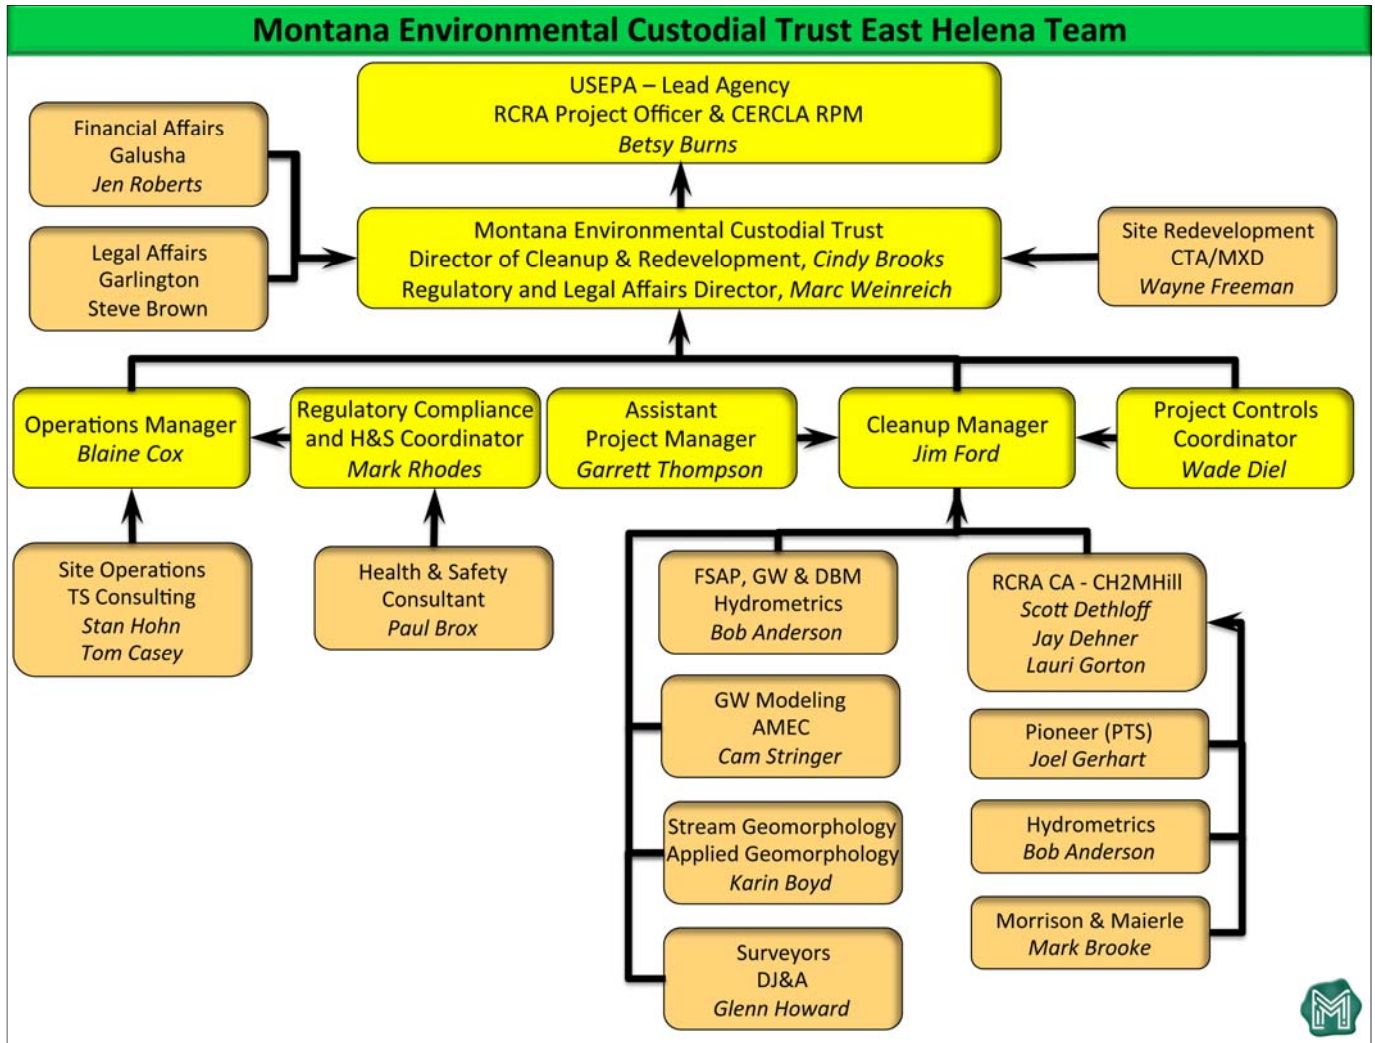 Montana Environmental Custodial Trust East Helena Team
USEPA – Lead Agency
RCRA Project Officer & CERCLA RPM
Betsy Burns
Financial Affairs
Galusha
Jen Roberts
Legal Affairs
Garlington
Steve Brown
Montana Environmental Custodial Trust
Director of Cleanup & Redevelopment, Cindy Brooks
Regulatory and Legal Affairs Director, Marc Weinreich
Site Redevelopment
CTA/MXD
Wayne Freeman
Operations Manager
Blaine Cox
Regulatory Compliance
and H&S Coordinator
Mark Rhodes
Assistant
Project Manager
Garrett Thompson
Cleanup Manager
Jim Ford
Project Controls
Coordinator
Wade Diel
Site Operations
TS Consulting
Stan Hohn
Tom Casey
Health & Safety
Consultant
Paul Brox
FSAP, GW & DBM
Hydrometrics
Bob Anderson
GW Modeling
AMEC
Cam Stringer
Stream Geomorphology
Applied Geomorphology
Karin Boyd
Surveyors
DJ&A
Glenn Howard
RCRA CA - CH2MHill
Scott Dethloff
Jay Dehner
Lauri Gorton
Pioneer (PTS)
Joel Gerhart
Hydrometrics
Bob Anderson
Morrison & Maierle
Mark Brooke
M